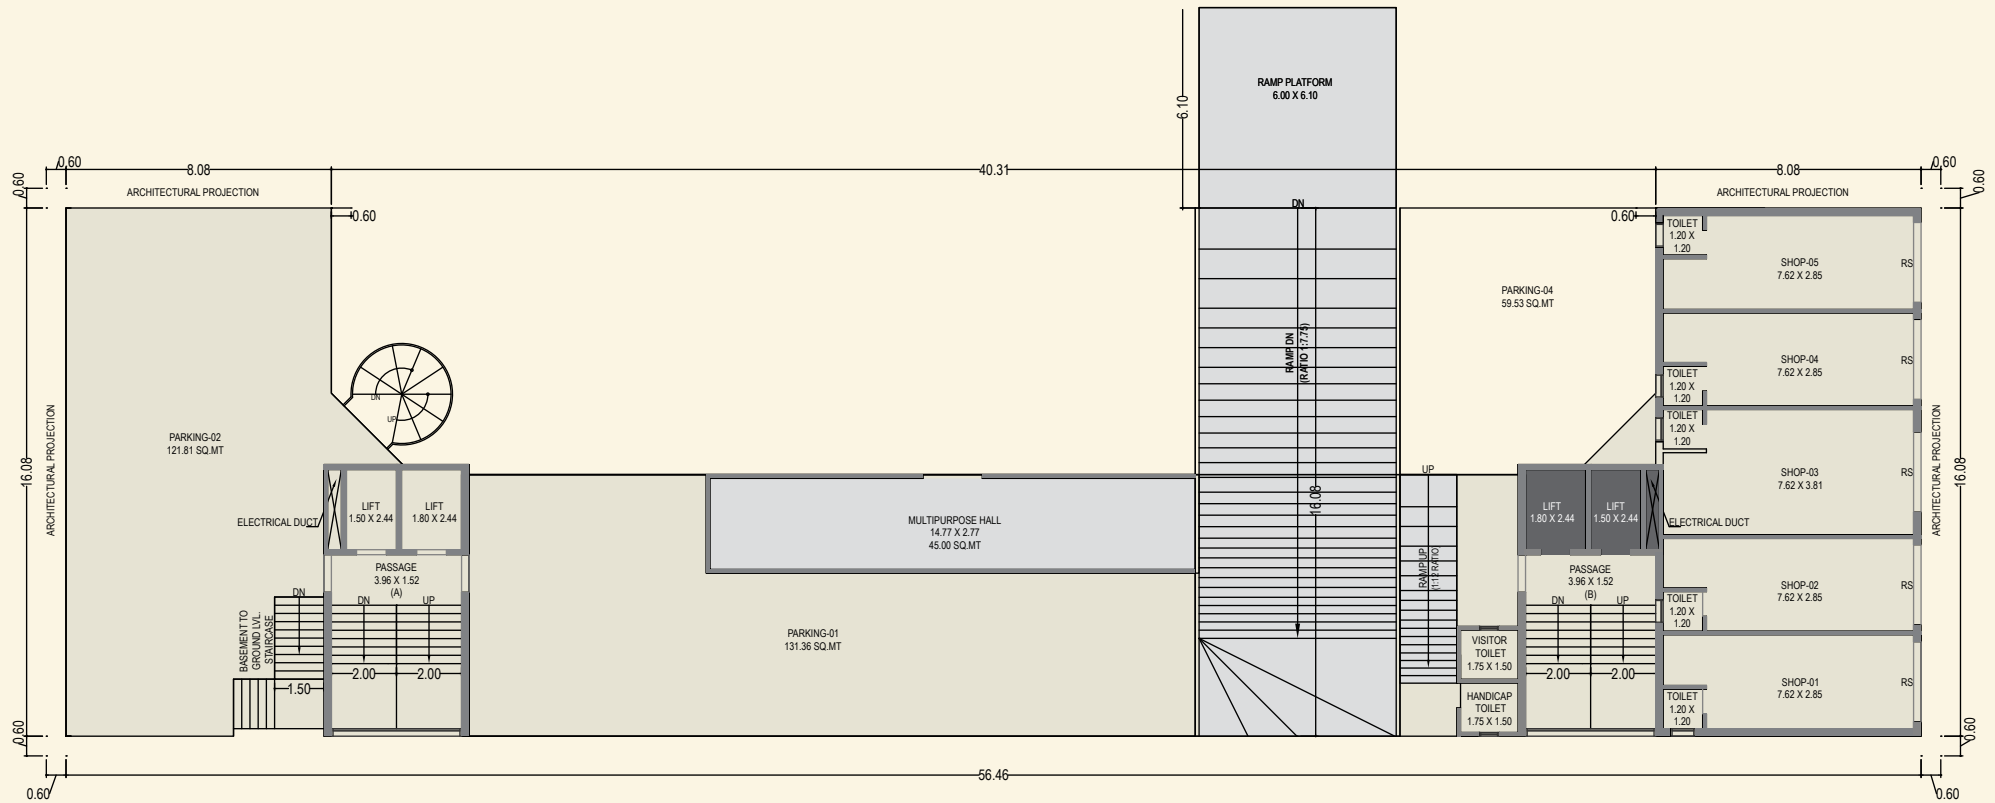 RAMP PLATFORM
6.00 X 6.10
6.10
0.60
8.08
40.31
8.08
0.60
0.60
0.60
ARCHITECTURAL PROJECTION
ARCHITECTURAL PROJECTION
0.60
0.60
DN
TOILET
1.20 X
1.20
SHOP-05
7.62 X 2.85
RS
PARKING-04
59.53 SQ.MT
RAMP DN
(RATIO 1:7.75)
SHOP-04
7.62 X 2.85
RS
TOILET
1.20 X
1.20
DN
UP
TOILET
1.20 X
1.20
PARKING-02
121.81 SQ.MT
16.08
ARCHITECTURAL PROJECTION
ARCHITECTURAL PROJECTION
16.08
UP
SHOP-03
7.62 X 3.81
RS
16.08
LIFT
1.50 X 2.44
LIFT
1.80 X 2.44
ELECTRICAL DUCT
MULTIPURPOSE HALL
14.77 X 2.77
45.00 SQ.MT
LIFT
1.80 X 2.44
LIFT
1.50 X 2.44
ELECTRICAL DUCT
PASSAGE
3.96 X 1.52
(A)
RAMP UP
(1:12 RATIO)
PASSAGE
3.96 X 1.52
(B)
SHOP-02
7.62 X 2.85
RS
DN
DN
UP
DN
UP
TOILET
1.20 X
1.20
BASEMENT TO
GROUND LVL.
STAIRCASE
PARKING-01
131.36 SQ.MT
VISITOR
TOILET
1.75 X 1.50
2.00
2.00
2.00
2.00
1.50
SHOP-01
7.62 X 2.85
RS
HANDICAP
TOILET
1.75 X 1.50
TOILET
1.20 X
1.20
0.60
0.60
56.46
0.60
0.60